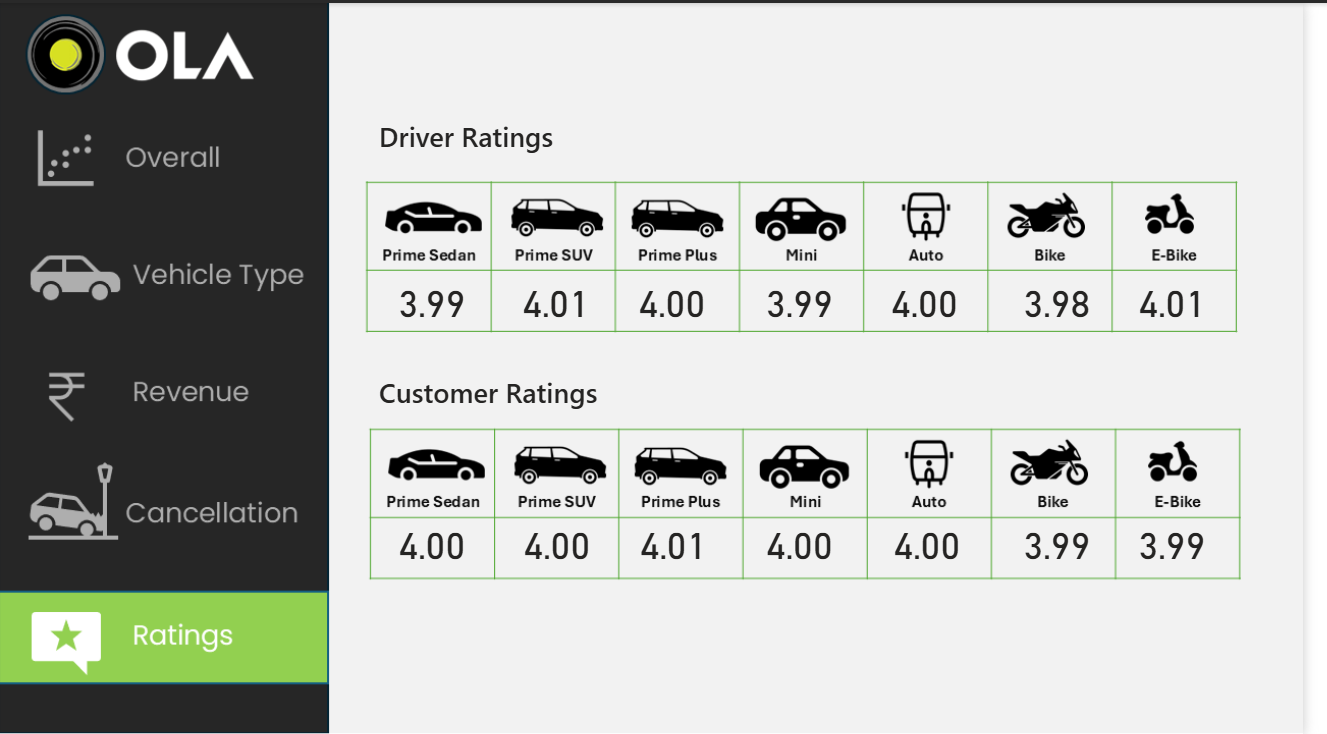 OLA
Overall
Vehicle Type
Revenue
Cancellation
Ratings
Driver Ratings
Prime Sedan Prime SUV Prime Plus Mini Auto Bike E-Bike
3.99 4.01 4.00 3.99 4.00 3.98 4.01
Customer Ratings
Prime Sedan Prime SUV Prime Plus Mini Auto Bike E-Bike
4.00 4.00 4.01 4.00 4.00 3.99 3.99